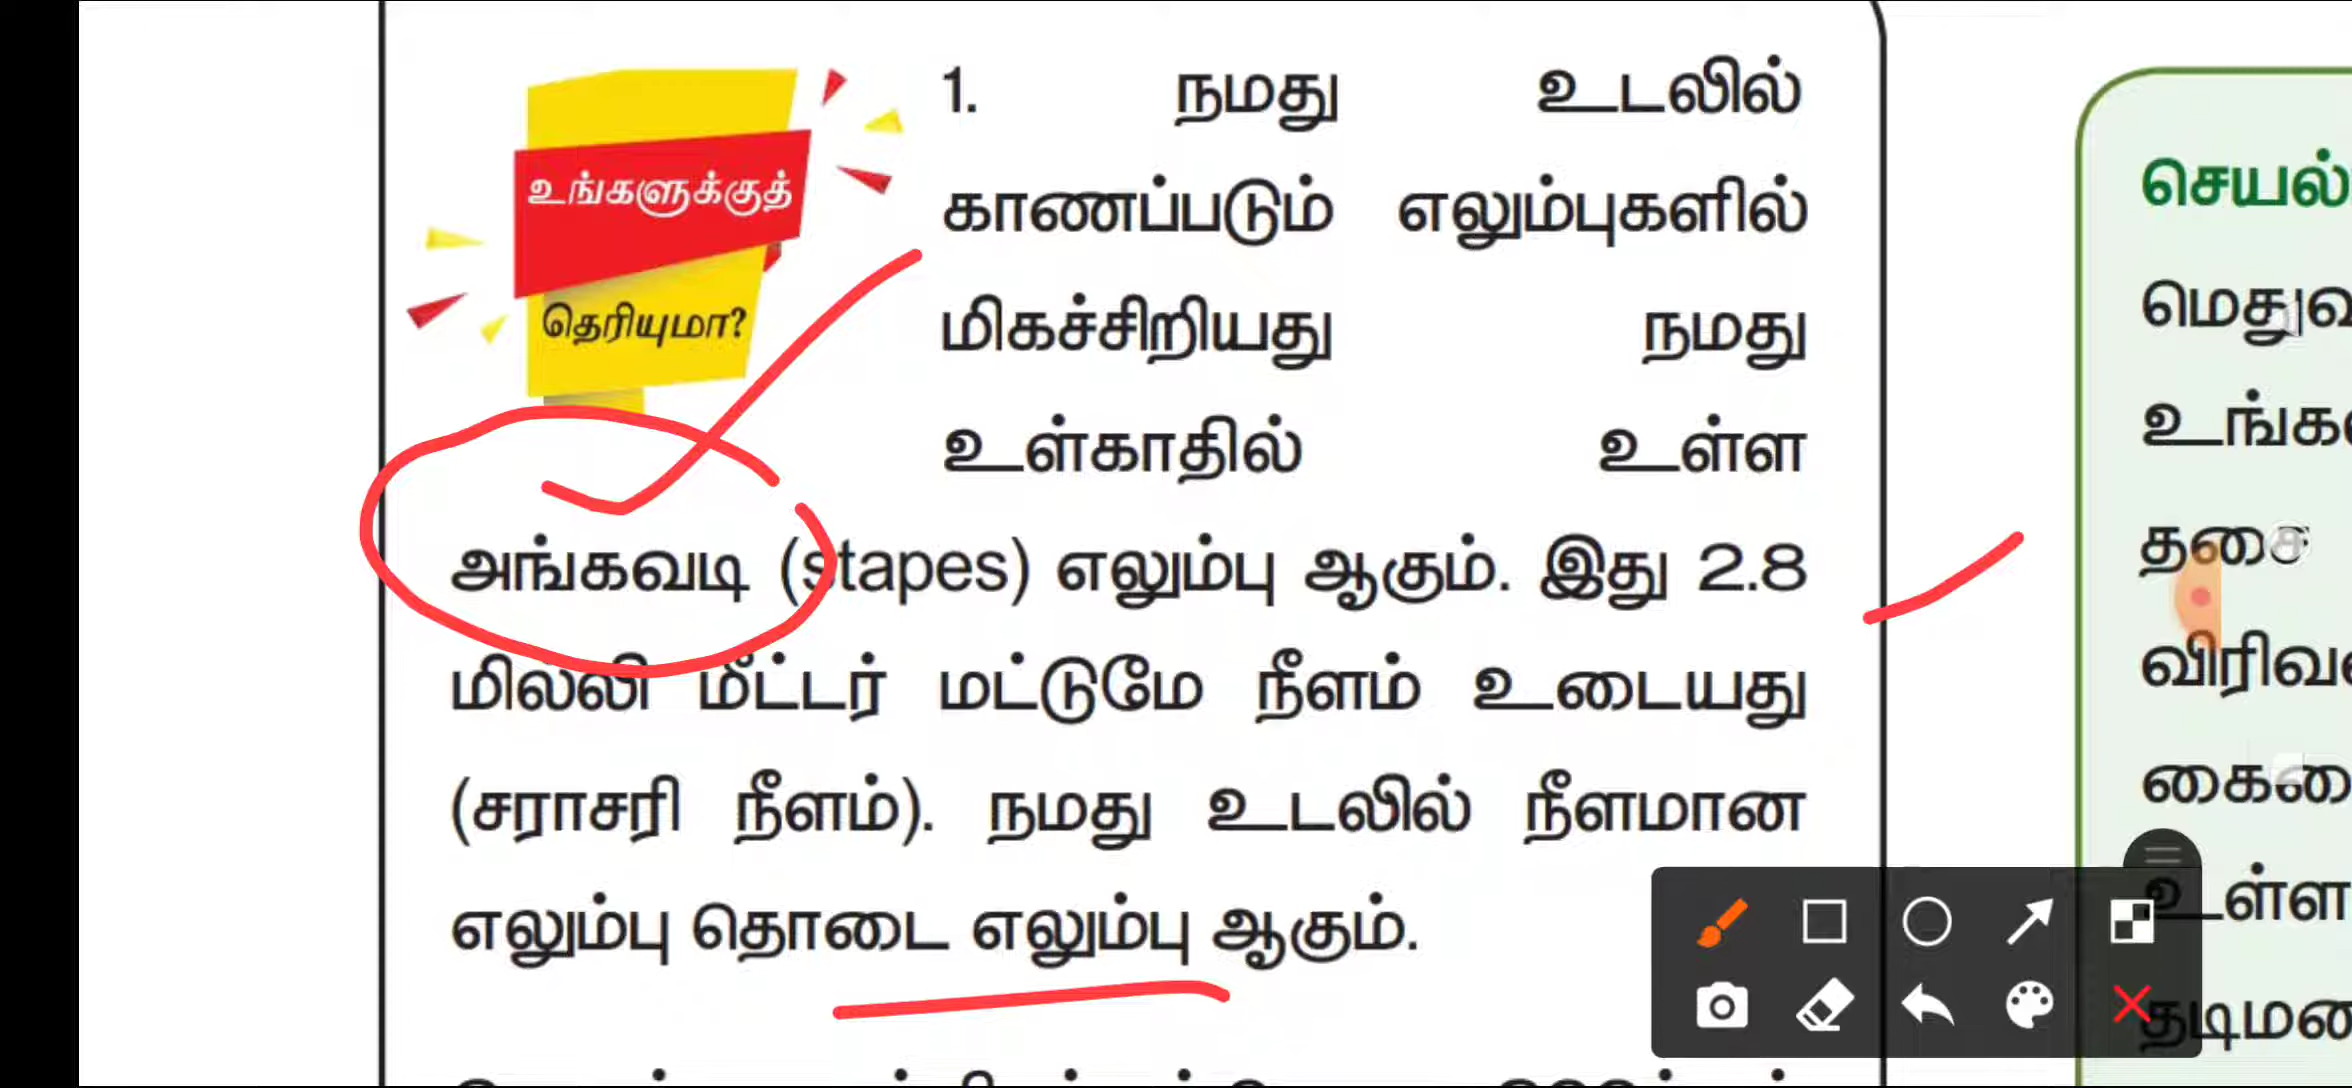 உங்களுக்குத்
தெரியுமா?
1. நமது உடலில்
காணப்படும் எலும்புகளில்
மிகச்சிறியது நமது
உள்காதில் உள்ள
அங்கவடி (stapes) எலும்பு ஆகும். இது 2.8
மில்லி மீட்டர் மட்டுமே நீளம் உடையது
(சராசரி நீளம்). நமது உடலில் நீளமான
எலும்பு தொடை எலும்பு ஆகும்.